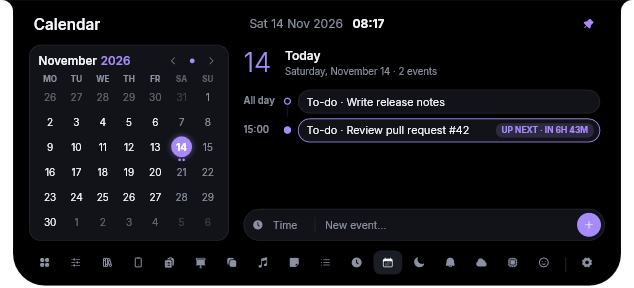 Calendar
Sat 14 Nov 2026 08:17
November 2026
MO TU WE TH FR SA SU
26 27 28 29 30 31 1
2 3 4 5 6 7 8
9 10 11 12 13 14 15
16 17 18 19 20 21 22
23 24 25 26 27 28 29
30 1 2 3 4 5 6
14
Today
Saturday, November 14 · 2 events
All day
To-do · Write release notes
15:00
To-do · Review pull request #42
UP NEXT · IN 6H 43M
Time
New event...